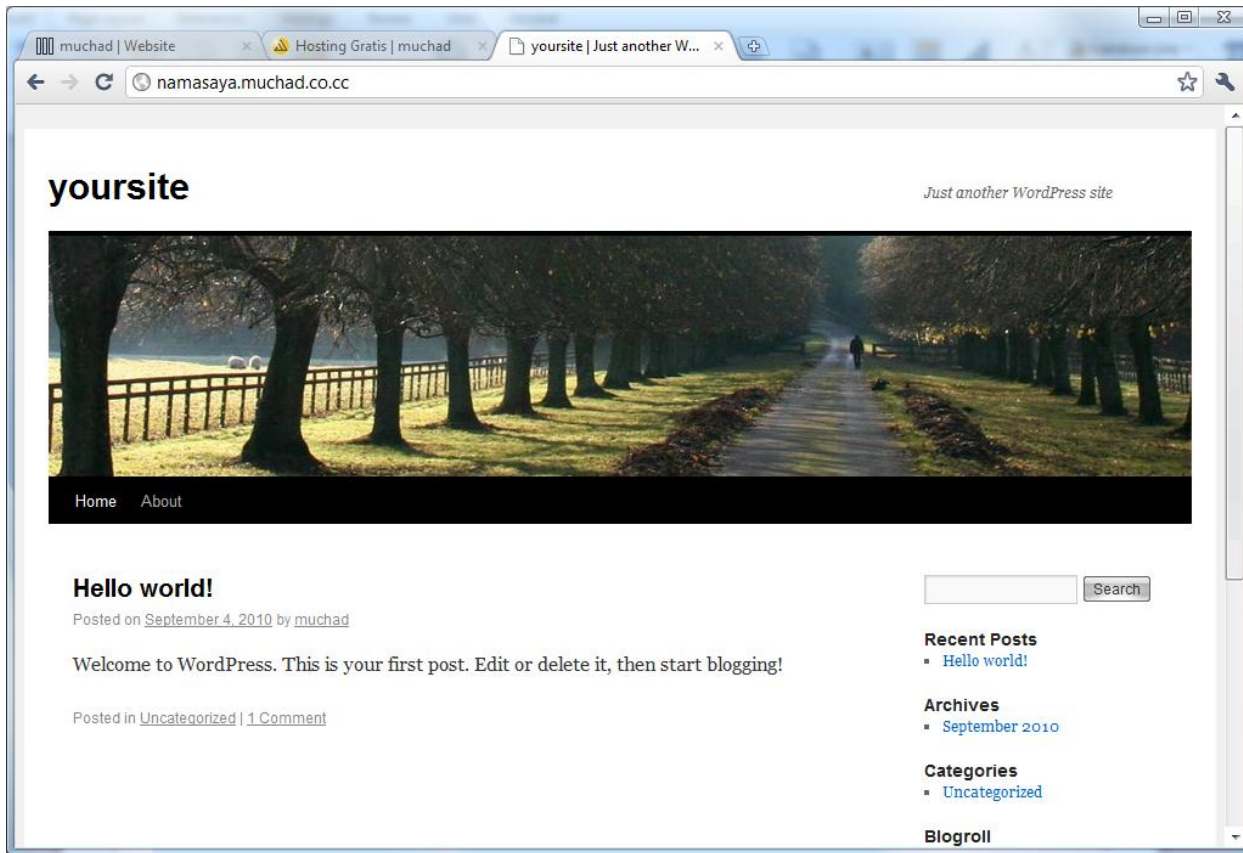 muchad | Website
Hosting Gratis | muchad
yoursite | Just another W...
namasaya.muchad.co.cc
yoursite
Just another WordPress site
Home About
Hello world!
Posted on September 4, 2010 by muchad
Welcome to WordPress. This is your first post. Edit or delete it, then start blogging!
Posted in Uncategorized | 1 Comment
Search
Recent Posts
Hello world!
Archives
September 2010
Categories
Uncategorized
Blogroll